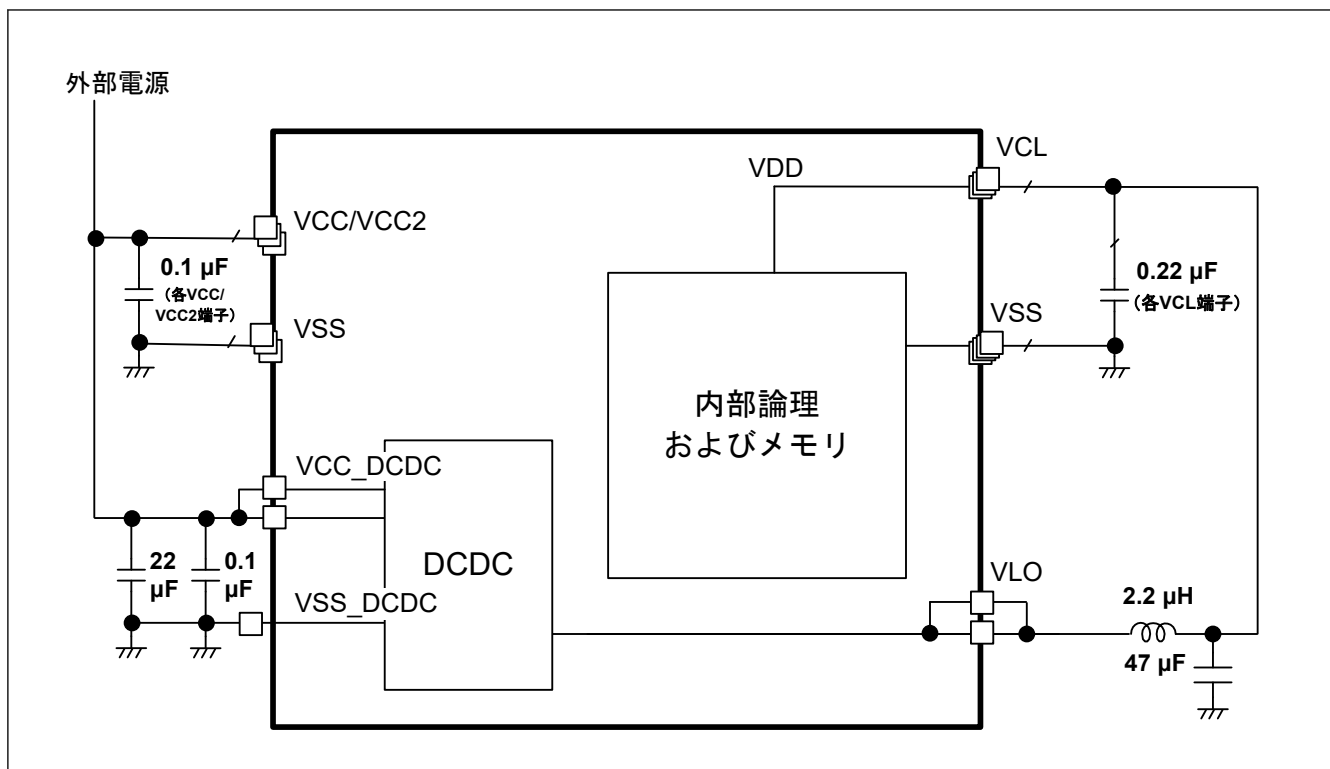 外部電源
VCC/VCC2
0.1 µF
（各VCC/
VCC2端子）
VSS
VCC_DCDC
22
µF
0.1
µF
VSS_DCDC
DCDC
VDD
内部論理
およびメモリ
VCL
0.22 µF
（各VCL端子）
VSS
VLO
2.2 µH
47 µF